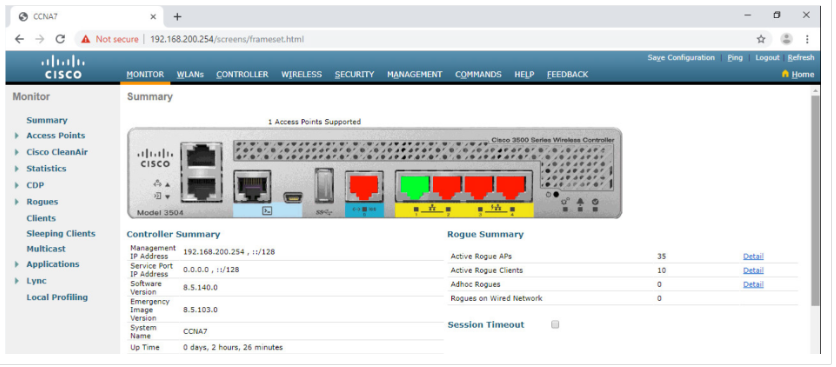 CCNA7
Not secure | 192.168.200.254/screens/frameset.html
Save Configuration | Ping | Logout | Refresh
CISCO
MONITOR WLANs CONTROLLER WIRELESS SECURITY MANAGEMENT COMMANDS HELP FEEDBACK
Home
Monitor
Summary
Access Points
Cisco CleanAir
Statistics
CDP
Rogues
Clients
Sleeping Clients
Multicast
Applications
Lync
Local Profiling
Summary
1 Access Points Supported
Cisco 3500 Series Wireless Controller
CISCO
Model 3504
Controller Summary
Management IP Address 192.168.200.254 , ::/128
Service Port IP Address 0.0.0.0 , ::/128
Software Version 8.5.140.0
Emergency Image Version 8.5.103.0
System Name CCNA7
Up Time 0 days, 2 hours, 26 minutes
Rogue Summary
Active Rogue APs 35 Detail
Active Rogue Clients 10 Detail
Adhoc Rogues 0 Detail
Rogues on Wired Network 0
Session Timeout